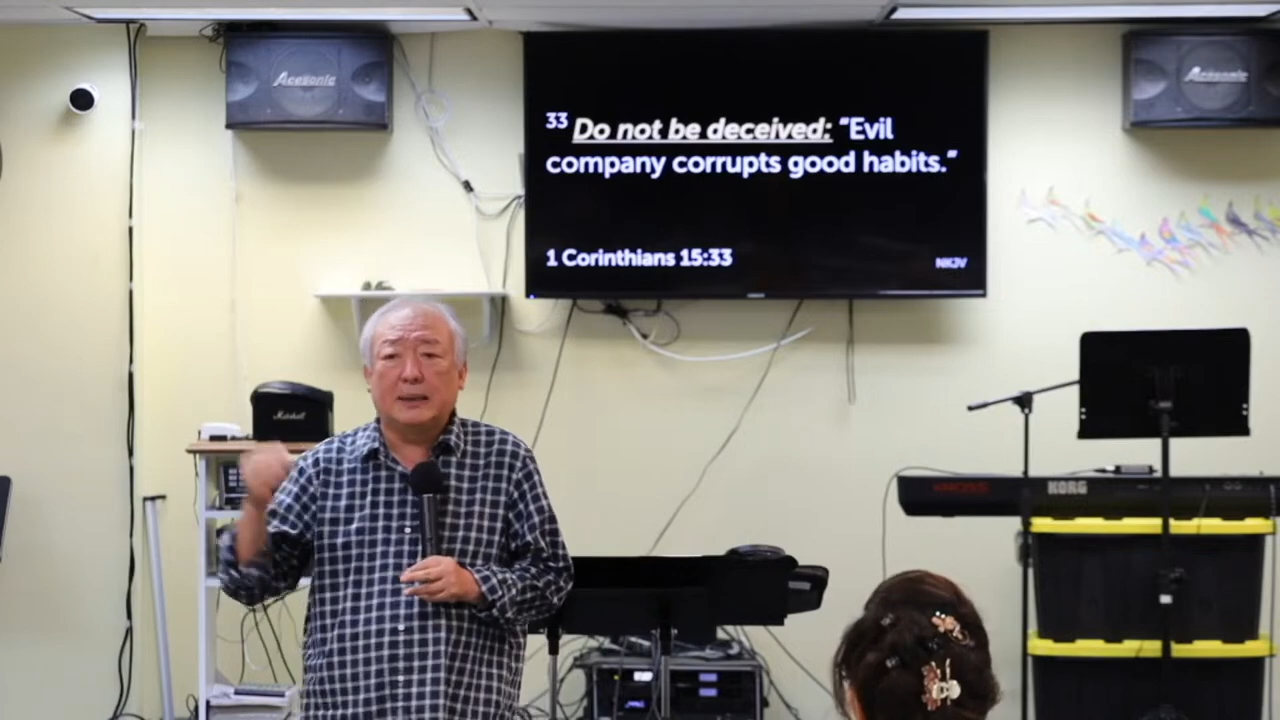 Acesonic
Acesonic
33 Do not be deceived: “Evil
company corrupts good habits.”
1 Corinthians 15:33
NKJV
Marshall
KORG